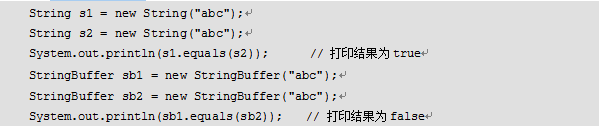 String s1 = new String("abc");
String s2 = new String("abc");
System.out.println(s1.equals(s2)); // 打印结果为 true
StringBuffer sb1 = new StringBuffer("abc");
StringBuffer sb2 = new StringBuffer("abc");
System.out.println(sb1.equals(sb2)); // 打印结果为 false